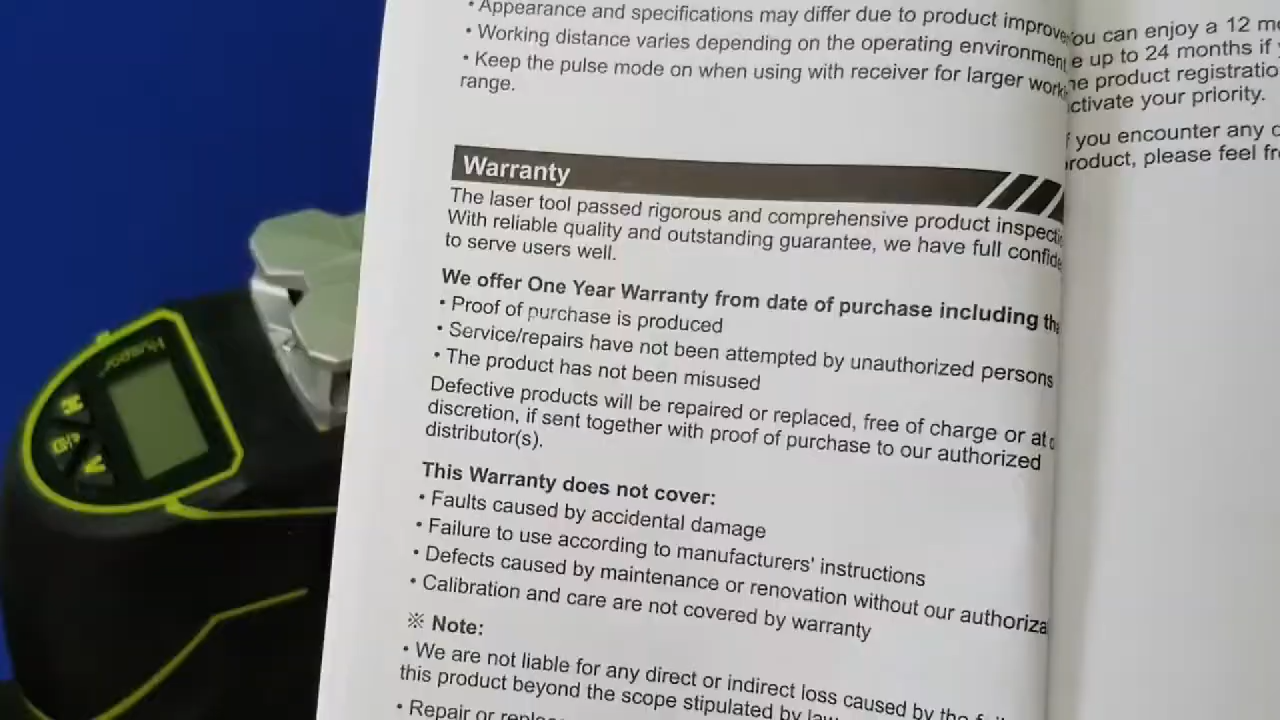 • Appearance and specifications may differ due to product improve
• Working distance varies depending on the operating environment
• Keep the pulse mode on when using with receiver for larger work
range.
Warranty
The laser tool passed rigorous and comprehensive product inspecti
With reliable quality and outstanding guarantee, we have full confide
to serve users well.
We offer One Year Warranty from date of purchase including the
• Proof of purchase is produced
• Service/repairs have not been attempted by unauthorized persons
• The product has not been misused
Defective products will be repaired or replaced, free of charge or at o
discretion, if sent together with proof of purchase to our authorized
distributor(s).
This Warranty does not cover:
• Faults caused by accidental damage
• Failure to use according to manufacturers' instructions
• Defects caused by maintenance or renovation without our authoriza
• Calibration and care are not covered by warranty
※ Note:
• We are not liable for any direct or indirect loss caused by the
this product beyond the scope stipulated by law
• Repair or
ou can enjoy a 12 mo
e up to 24 months if
he product registratio
ctivate your priority.
f you encounter any
roduct, please feel fr
Huepar
H
V